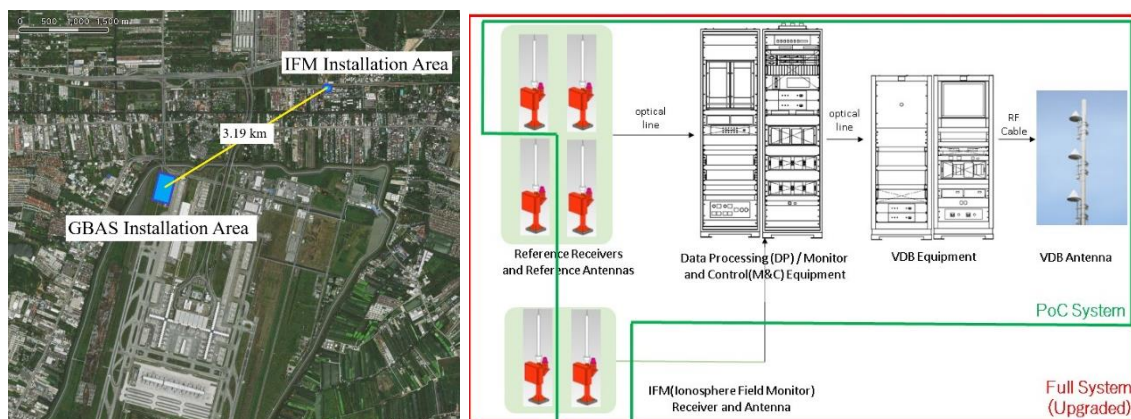 0 500 1,000 1,500 m
IFM Installation Area
3.19 km
GBAS Installation Area
optical
line
optical
line
RF
Cable
Reference Receivers
and Reference Antennas
Data Processing (DP) / Monitor
and Control(M&C) Equipment
VDB Equipment
VDB Antenna
PoC System
IFM(Ionosphere Field Monitor)
Receiver and Antenna
Full System
(Upgraded)